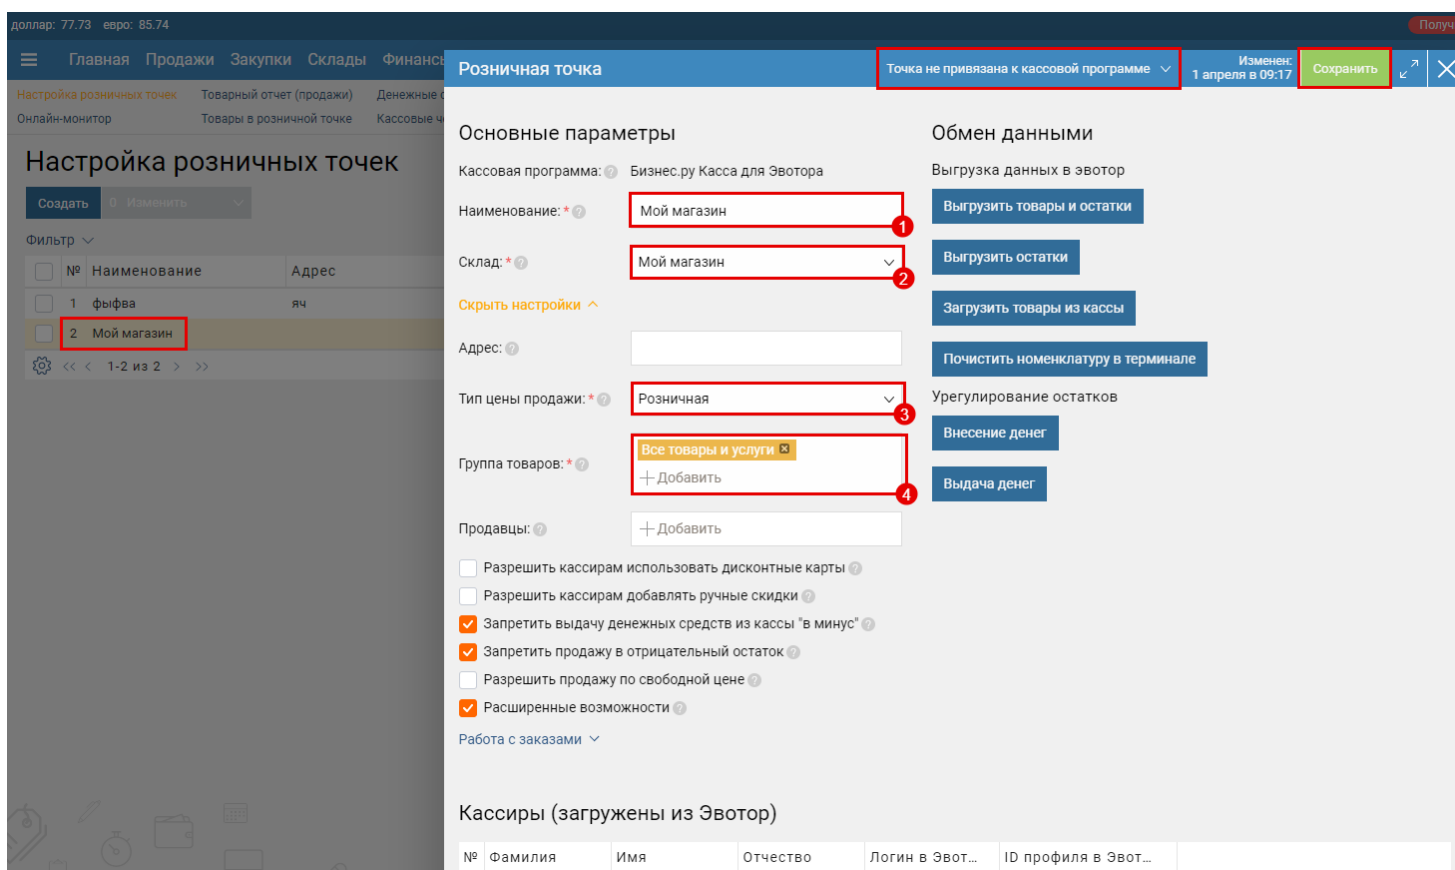 доллар: 77.73 евро: 85.74
Главная Продажи Закупки Склады
Настройка розничных точек Товарный отчет (продажи) Денежные
Онлайн-монитор Товары в розничной точке Кассовые
Настройка розничных точек
Создать 0 Изменить
Фильтр
№ Наименование Адрес
1 фыфва яч
2 Мой магазин
<< < 1-2 из 2 > >>
Розничная точка
Точка не привязана к кассовой программе
Изменен:
1 апреля в 09:17
Сохранить
Основные параметры
Кассовая программа: ? Бизнес.ру Касса для Эвотора
Наименование: * ? Мой магазин
1
Склад: * ? Мой магазин
2
Скрыть настройки
Адрес: ?
Тип цены продажи: * ? Розничная
3
Группа товаров: * ?
Все товары и услуги
+ Добавить
4
Продавцы: ? + Добавить
Разрешить кассирам использовать дисконтные карты ?
Разрешить кассирам добавлять ручные скидки ?
Запретить выдачу денежных средств из кассы "в минус" ?
Запретить продажу в отрицательный остаток ?
Разрешить продажу по свободной цене ?
Расширенные возможности ?
Работа с заказами
Обмен данными
Выгрузка данных в эвотор
Выгрузить товары и остатки
Выгрузить остатки
Загрузить товары из кассы
Почистить номенклатуру в терминале
Урегулирование остатков
Внесение денег
Выдача денег
Кассиры (загружены из Эвотор)
№ Фамилия Имя Отчество Логин в Эвот... ID профиля в Эвот...